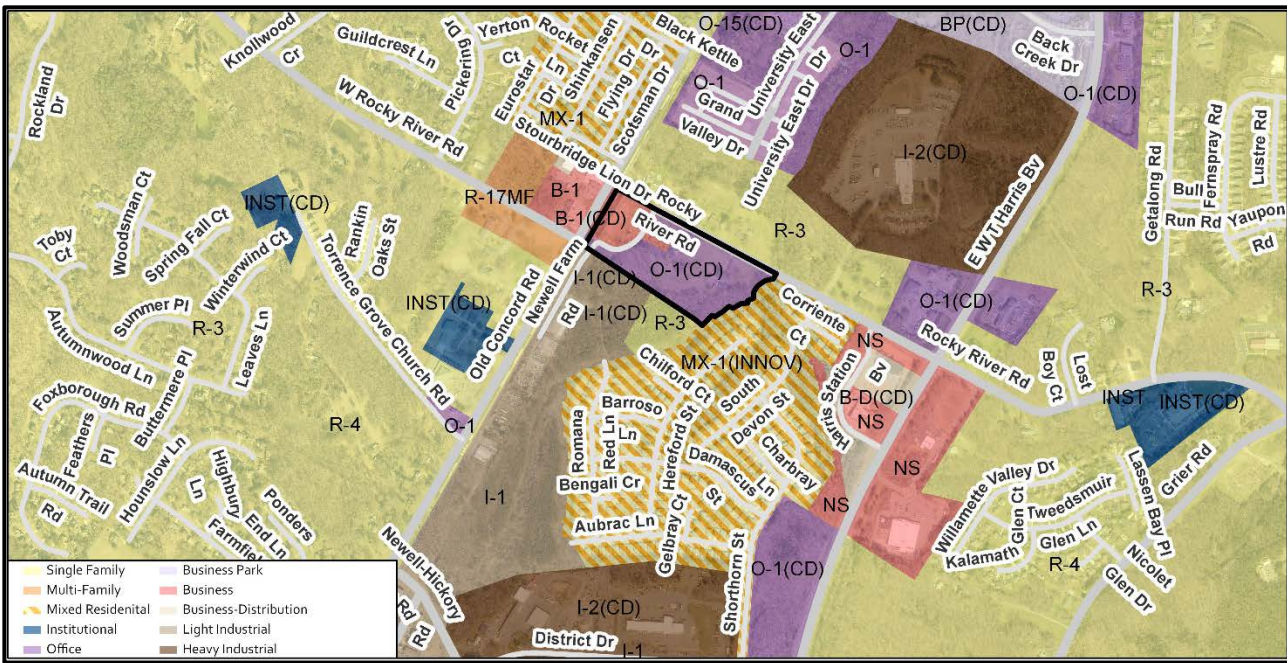 Rockland
Dr
Knollwood
Cr
Guildcrest Ln
Pickering Dr
Yerton
Ct
W Rocky River Rd
Rocket
Ln
Eurostar
Dr
Shinkansen
Dr
Flying Dr
Scotsman Dr
MX-1
Stourbridge Lion Dr
Black Kettle
O-15(CD)
O-1
O-1
Grand
Valley Dr
University East
Dr
University East Dr
BP(CD)
Back
Creek Dr
O-1(CD)
I-2(CD)
E W.T Harris Bv
Getalong Rd
Bull
Run Rd
Fernspray Rd
Lustre Rd
Yaupon
Rd
R-3
R-17MF
B-1
B-1(CD)
Rocky
River Rd
O-1(CD)
R-3
INST(CD)
Toby
Ct
Woodsman Ct
Spring Fall Ct
Winterwind Ct
Summer Pl
R-3
Autumnwood Ln
Leaves Ln
Buttermere Pl
Foxborough Rd
Feathers
Pl
Autumn Trail
Rd
Hounslow Ln
Highbury
Ln
End Ln
Ponders
Farmfield
Rankin
Oaks St
Torrence Grove Church Rd
INST(CD)
Old Concord Rd
Newell Farm
Rd
I-1(CD)
I-1(CD)
R-3
R-4
O-1
I-1
Newell-Hickory
Rd
Rd
MX-1(INNOV)
Corriente
Ct
Chilford Ct
South
Devon St
Barroso
Ln
Romana
Red Ln
Hereford St
Damascus
St
Charbray
Ln
Bengali Cr
Aubrac Ln
Gelbray Ct
Shorthorn St
Harris Station
Bv
NS
B-D(CD)
NS
NS
NS
O-1(CD)
O-1(CD)
Rocky River Rd
Lost
Boy Ct
INST
INST(CD)
Grier Rd
Lassen Bay Pl
Willamette Valley Dr
Tweedsmuir
Glen Ct
Kalamath
Glen Ln
Nicolet
Glen Dr
R-4
I-2(CD)
District Dr
I-1
Single Family
Multi-Family
Mixed Residenital
Institutional
Office
Business Park
Business
Business-Distribution
Light Industrial
Heavy Industrial